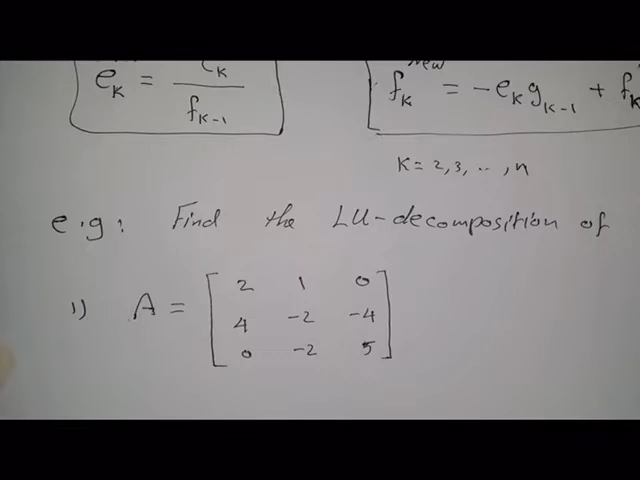 e_K = e_K / f_{K-1}
f_K^{new} = -e_K g_{K-1} + f_K
K = 2, 3, ..., n
e.g: Find the LU-decomposition of
1) A = [ 2 1 0
4 -2 -4
0 -2 5 ]